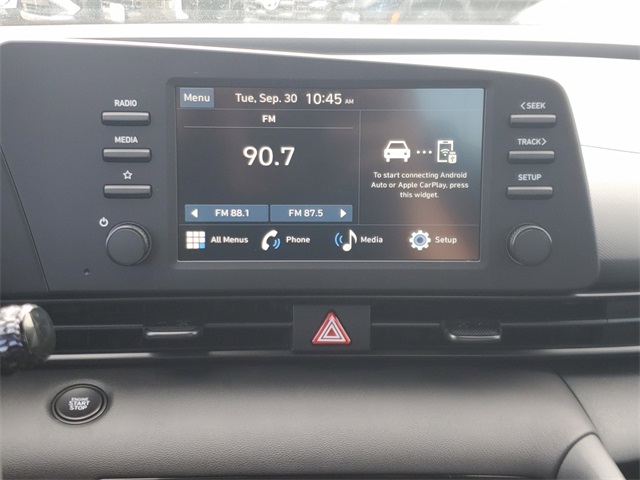 RADIO
MEDIA
☆
Menu
Tue, Sep. 30 10:45 AM
FM
90.7
FM 88.1
FM 87.5
To start connecting Android
Auto or Apple CarPlay, press
this widget.
All Menus
Phone
Media
Setup
<SEEK
TRACK>
SETUP
ENGINE
START
STOP